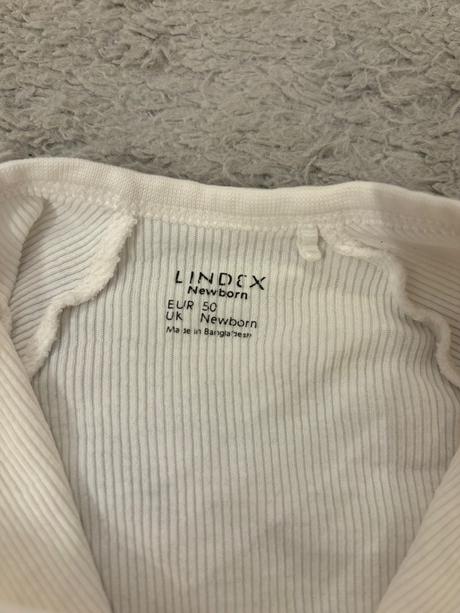 LINDEX
Newborn
EUR 50
UK Newborn
Made in Bangladesh